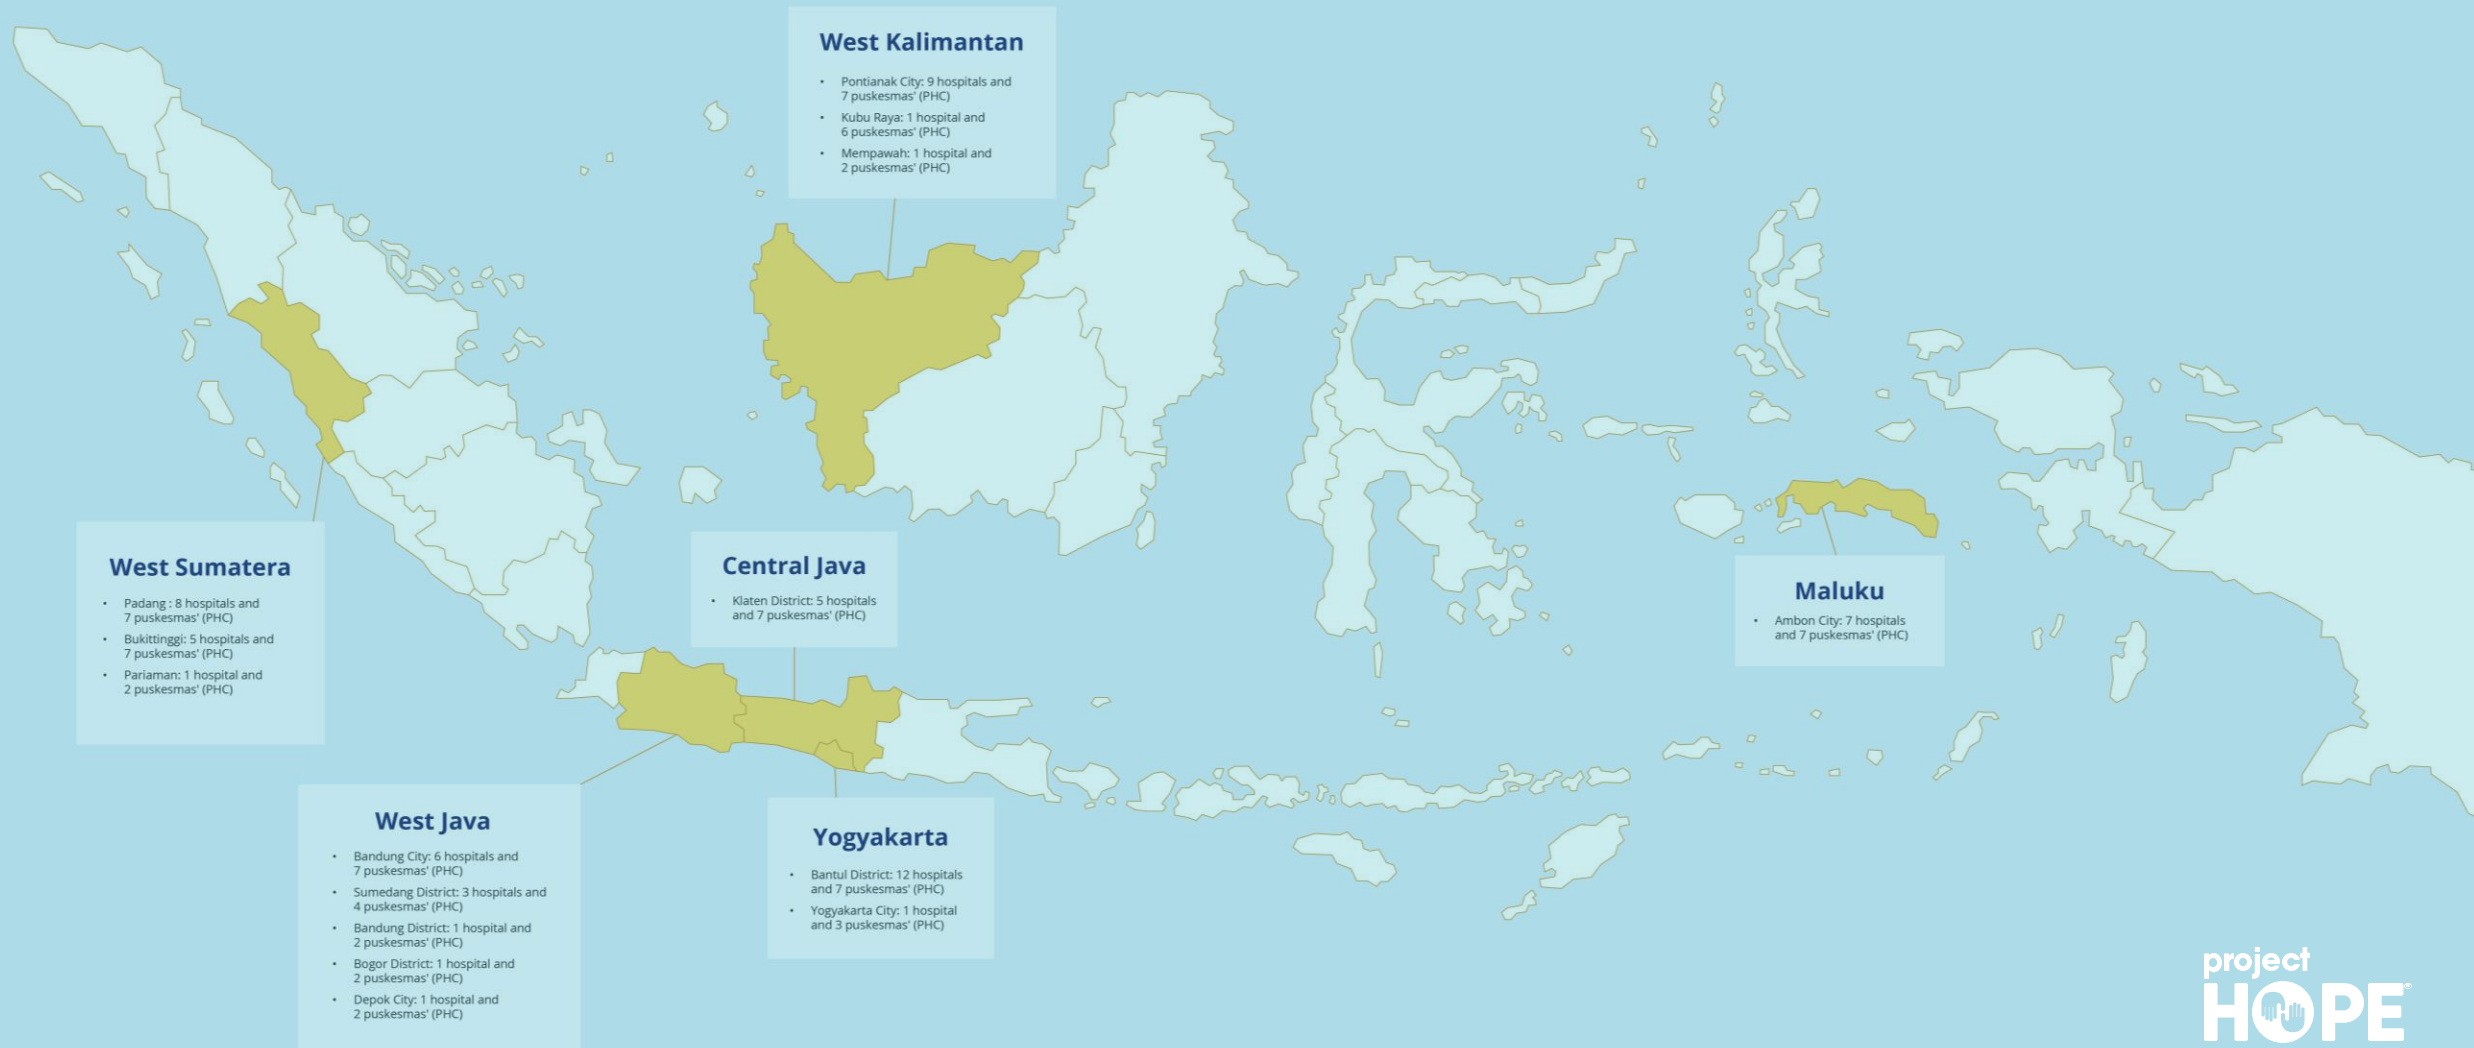 West Kalimantan
• Pontianak City: 9 hospitals and
7 puskesmas' (PHC)
• Kubu Raya: 1 hospital and
6 puskesmas' (PHC)
• Mempawah: 1 hospital and
2 puskesmas' (PHC)
West Sumatera
• Padang : 8 hospitals and
7 puskesmas' (PHC)
• Bukittinggi: 5 hospitals and
7 puskesmas' (PHC)
• Pariaman: 1 hospital and
2 puskesmas' (PHC)
Central Java
• Klaten District: 5 hospitals
and 7 puskesmas' (PHC)
Maluku
• Ambon City: 7 hospitals
and 7 puskesmas' (PHC)
West Java
• Bandung City: 6 hospitals and
7 puskesmas' (PHC)
• Sumedang District: 3 hospitals and
4 puskesmas' (PHC)
• Bandung District: 1 hospital and
2 puskesmas' (PHC)
• Bogor District: 1 hospital and
2 puskesmas' (PHC)
• Depok City: 1 hospital and
2 puskesmas' (PHC)
Yogyakarta
• Bantul District: 12 hospitals
and 7 puskesmas' (PHC)
• Yogyakarta City: 1 hospital
and 3 puskesmas' (PHC)
project
HOPE®